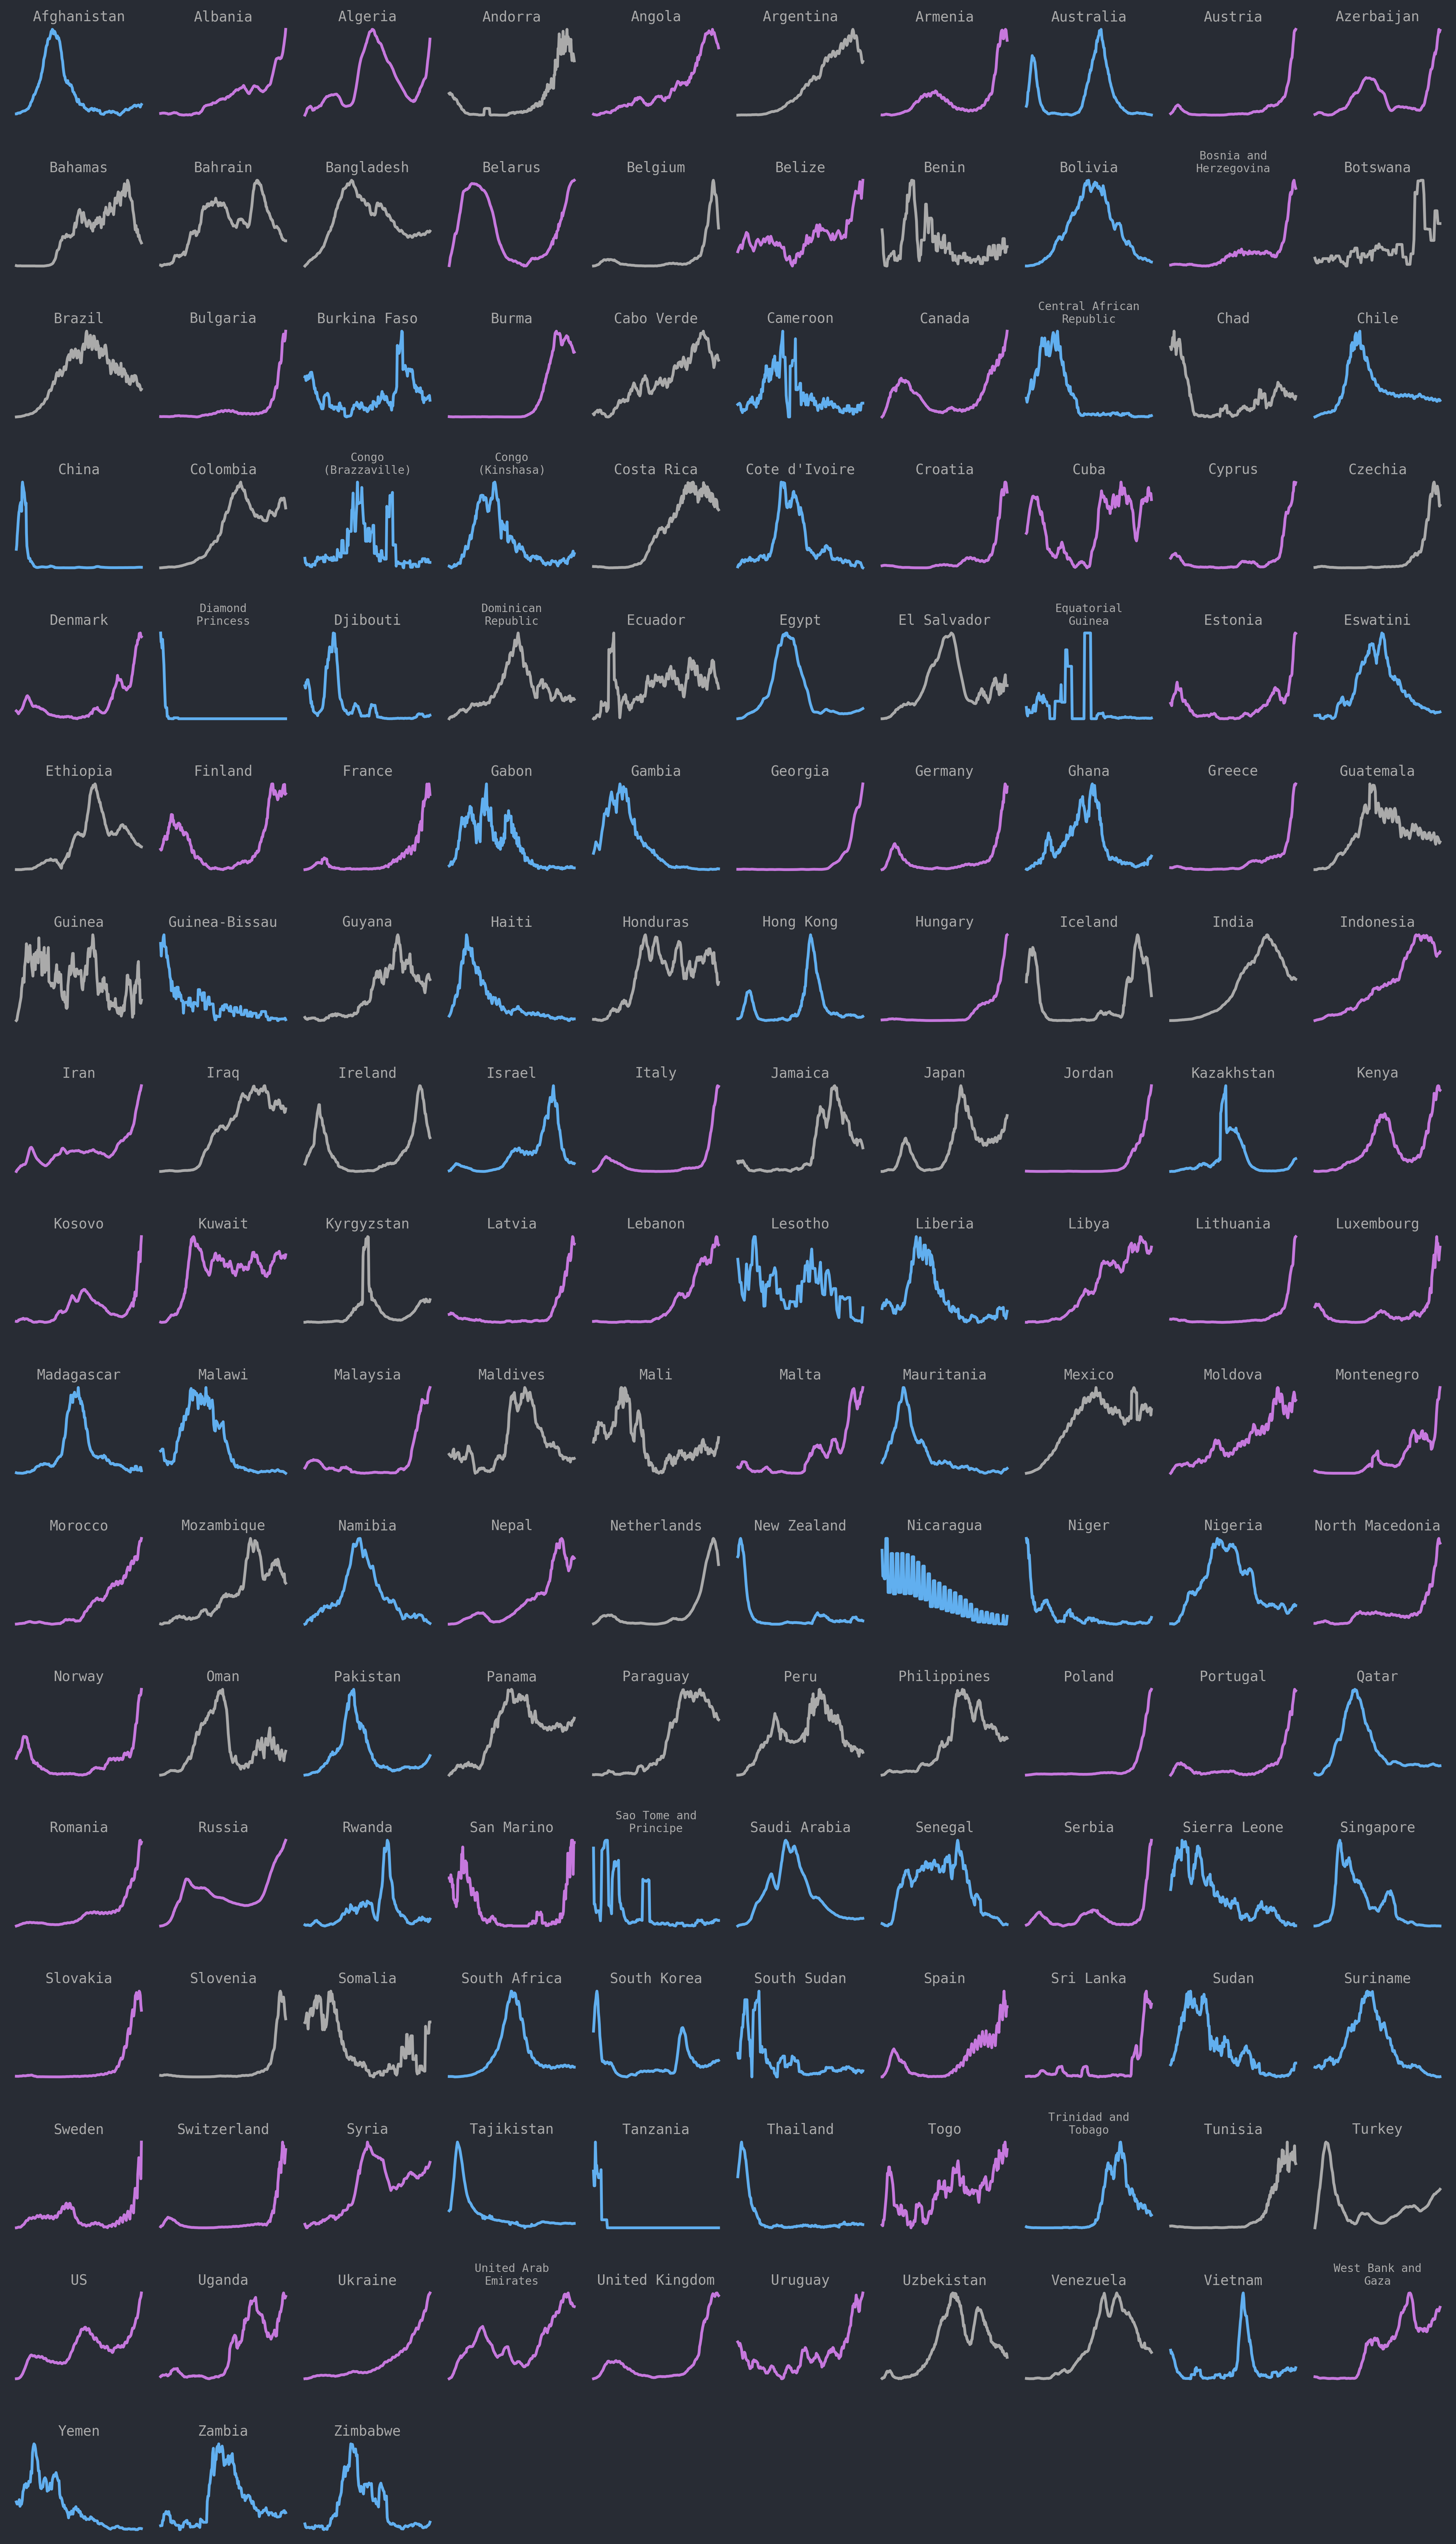 Afghanistan
Albania
Algeria
Andorra
Angola
Argentina
Armenia
Australia
Austria
Azerbaijan
Bahamas
Bahrain
Bangladesh
Belarus
Belgium
Belize
Benin
Bolivia
Bosnia and
Herzegovina
Botswana
Brazil
Bulgaria
Burkina Faso
Burma
Cabo Verde
Cameroon
Canada
Central African
Republic
Chad
Chile
China
Colombia
Congo
(Brazzaville)
Congo
(Kinshasa)
Costa Rica
Cote d'Ivoire
Croatia
Cuba
Cyprus
Czechia
Denmark
Diamond
Princess
Djibouti
Dominican
Republic
Ecuador
Egypt
El Salvador
Equatorial
Guinea
Estonia
Eswatini
Ethiopia
Finland
France
Gabon
Gambia
Georgia
Germany
Ghana
Greece
Guatemala
Guinea
Guinea-Bissau
Guyana
Haiti
Honduras
Hong Kong
Hungary
Iceland
India
Indonesia
Iran
Iraq
Ireland
Israel
Italy
Jamaica
Japan
Jordan
Kazakhstan
Kenya
Kosovo
Kuwait
Kyrgyzstan
Latvia
Lebanon
Lesotho
Liberia
Libya
Lithuania
Luxembourg
Madagascar
Malawi
Malaysia
Maldives
Mali
Malta
Mauritania
Mexico
Moldova
Montenegro
Morocco
Mozambique
Namibia
Nepal
Netherlands
New Zealand
Nicaragua
Niger
Nigeria
North Macedonia
Norway
Oman
Pakistan
Panama
Paraguay
Peru
Philippines
Poland
Portugal
Qatar
Romania
Russia
Rwanda
San Marino
Sao Tome and
Principe
Saudi Arabia
Senegal
Serbia
Sierra Leone
Singapore
Slovakia
Slovenia
Somalia
South Africa
South Korea
South Sudan
Spain
Sri Lanka
Sudan
Suriname
Sweden
Switzerland
Syria
Tajikistan
Tanzania
Thailand
Togo
Trinidad and
Tobago
Tunisia
Turkey
US
Uganda
Ukraine
United Arab
Emirates
United Kingdom
Uruguay
Uzbekistan
Venezuela
Vietnam
West Bank and
Gaza
Yemen
Zambia
Zimbabwe